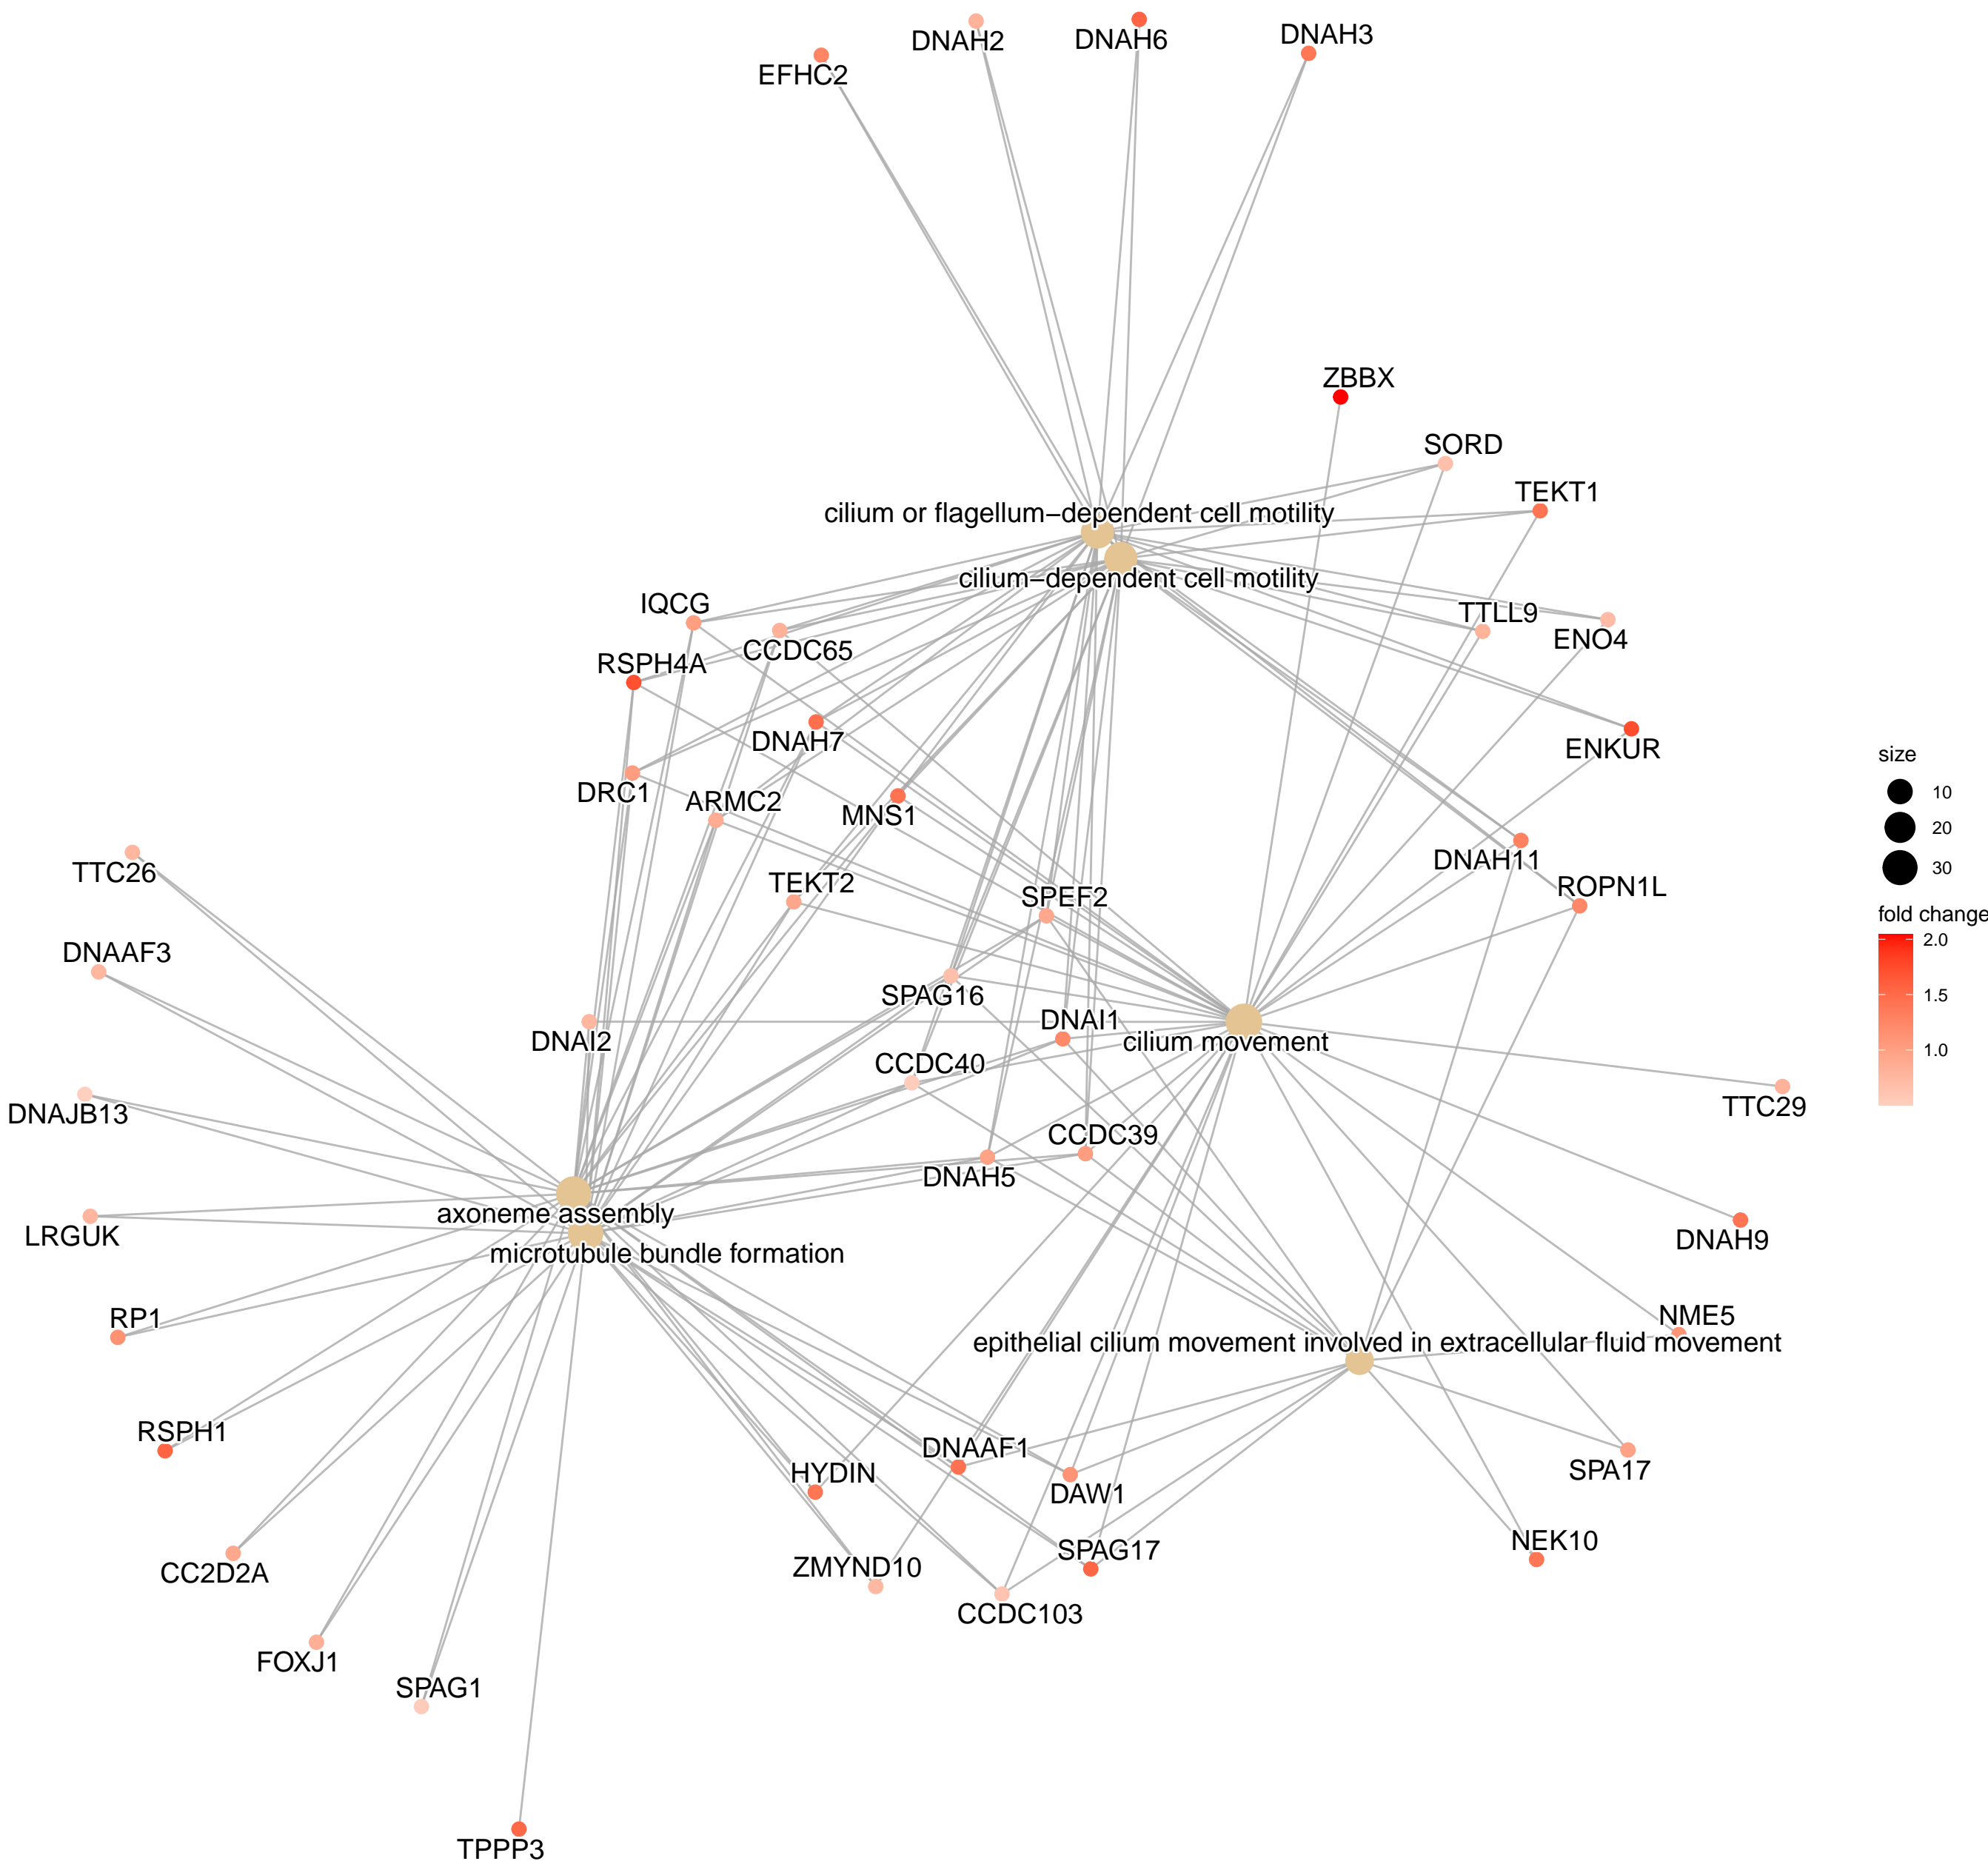 DNAH2
DNAH6
DNAH3
EFHC2
ZBBX
SORD
TEKT1
cilium or flagellum−dependent cell motility
cilium−dependent cell motility
IQCG
TTLL9
ENO4
CCDC65
RSPH4A
DNAH7
ENKUR
size
10
20
30
DRC1
ARMC2
MNS1
DNAH11
TTC26
TEKT2
SPEF2
ROPN1L
fold change
2.0
1.5
1.0
DNAAF3
SPAG16
DNAI1
DNAI2
cilium movement
CCDC40
DNAJB13
TTC29
CCDC39
DNAH5
axoneme assembly
LRGUK
DNAH9
microtubule bundle formation
RP1
NME5
epithelial cilium movement involved in extracellular fluid movement
RSPH1
DNAAF1
HYDIN
DAW1
SPA17
NEK10
SPAG17
ZMYND10
CC2D2A
CCDC103
FOXJ1
SPAG1
TPPP3